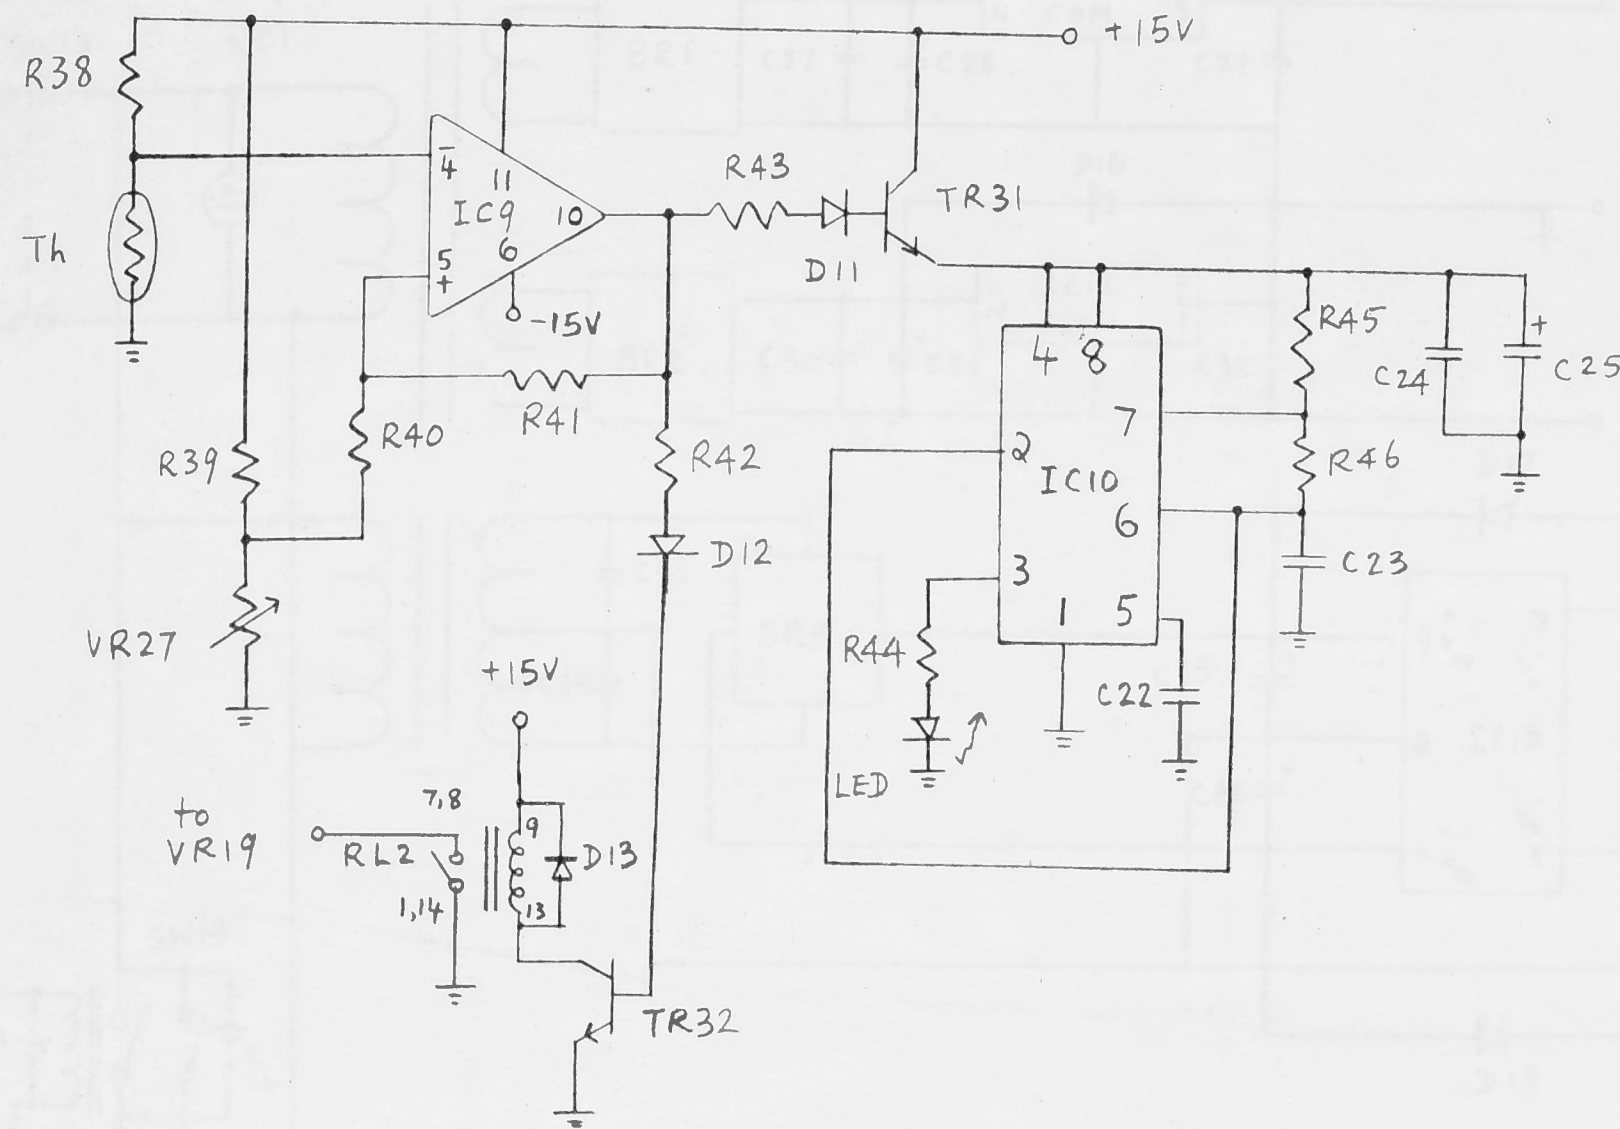 +15V
R38
R43
TR31
–
4
11
IC9
10
6
5
+
Th
D11
-15V
R45
+
C24
C25
4
8
7
R41
R40
R39
R42
2
IC10
R46
6
D12
C23
3
1
5
VR27
R44
C22
+15V
LED
7,8
to
VR19
9
RL2
D13
1,14
13
TR32